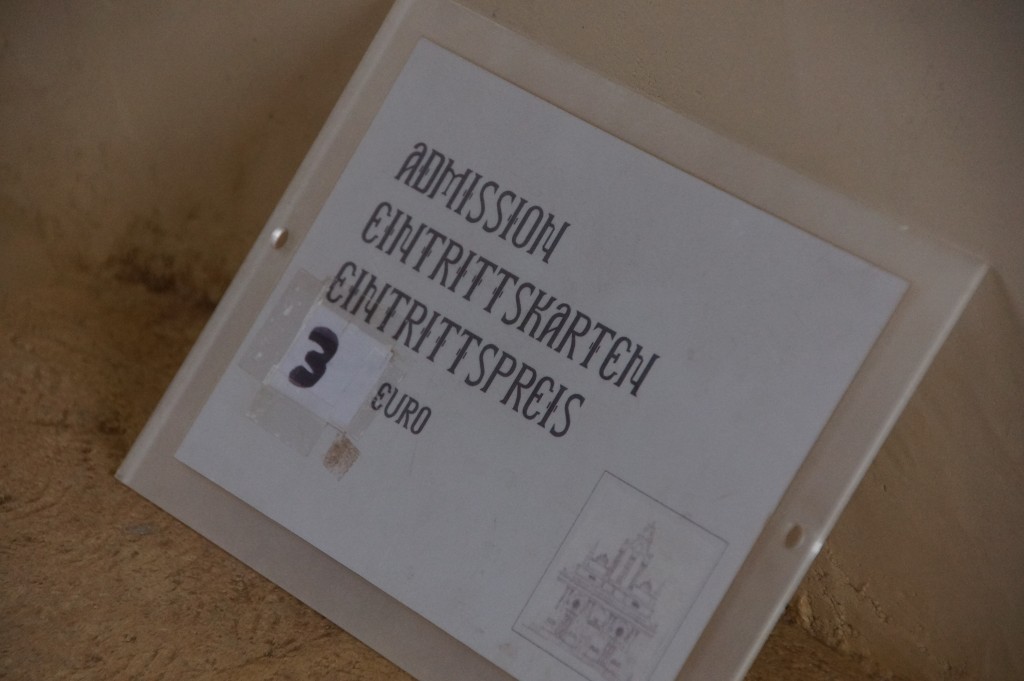 ADMISSION
EINTRITTSKARTEN
EINTRITTSPREIS
3 EURO